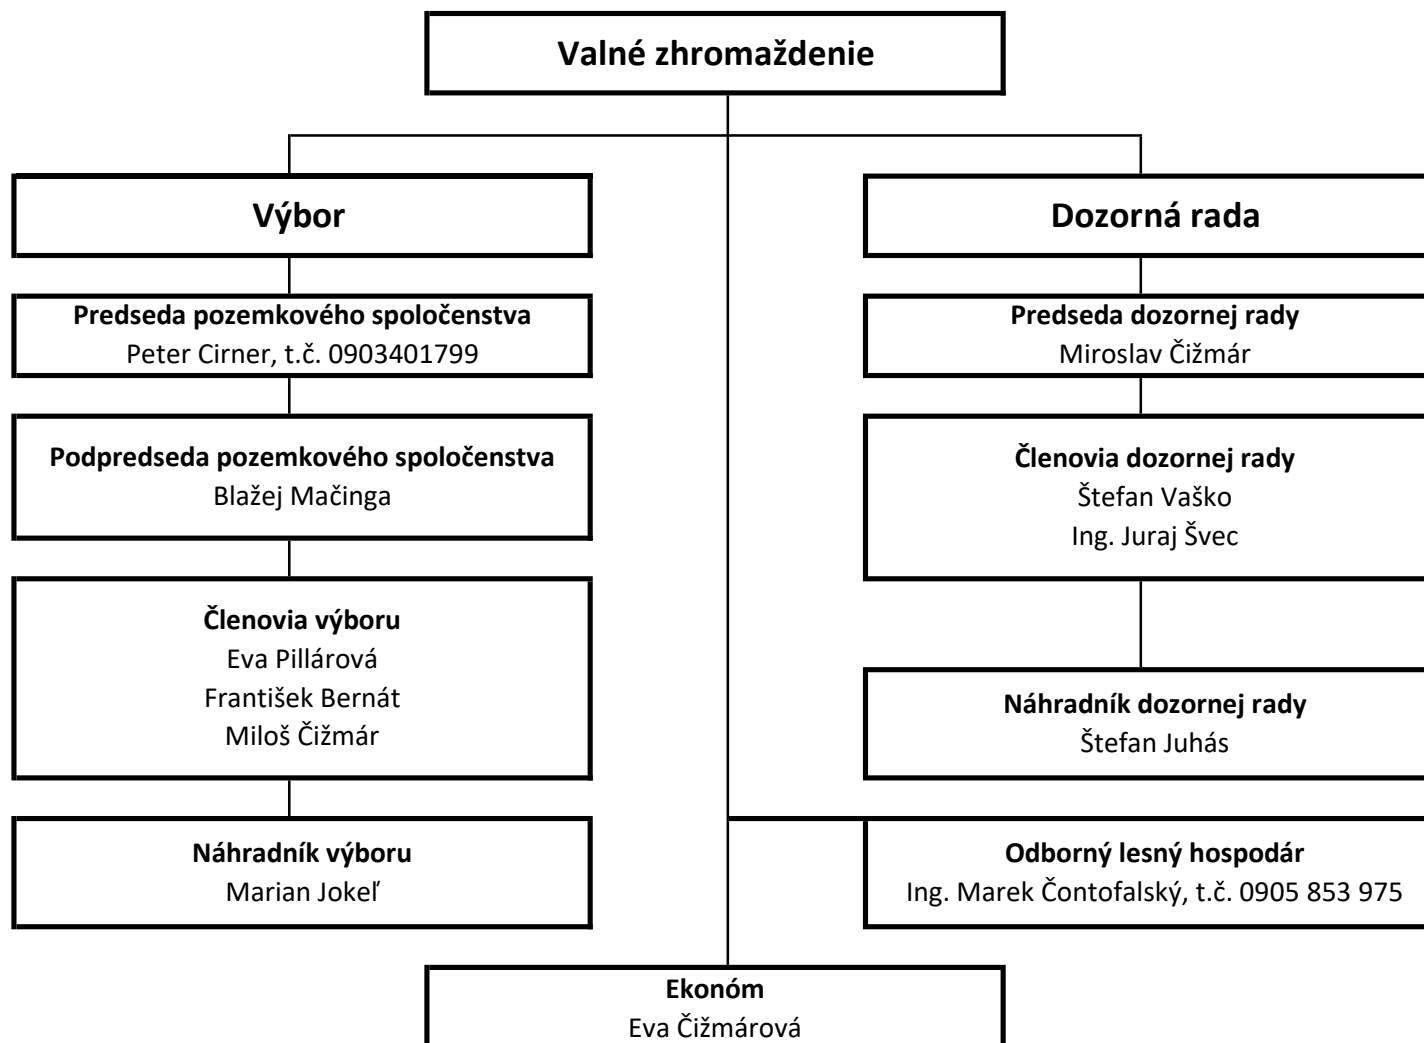 Valné zhromaždenie
Výbor
Predseda pozemkového spoločenstva
Peter Cirner, t.č. 0903401799
Podpredseda pozemkového spoločenstva
Blažej Mačinga
Členovia výboru
Eva Pillárová
František Bernát
Miloš Čižmár
Náhradník výboru
Marian Jokeľ
Dozorná rada
Predseda dozornej rady
Miroslav Čižmár
Členovia dozornej rady
Štefan Vaško
Ing. Juraj Švec
Náhradník dozornej rady
Štefan Juhás
Odborný lesný hospodár
Ing. Marek Čontofalský, t.č. 0905 853 975
Ekonóm
Eva Čižmárová